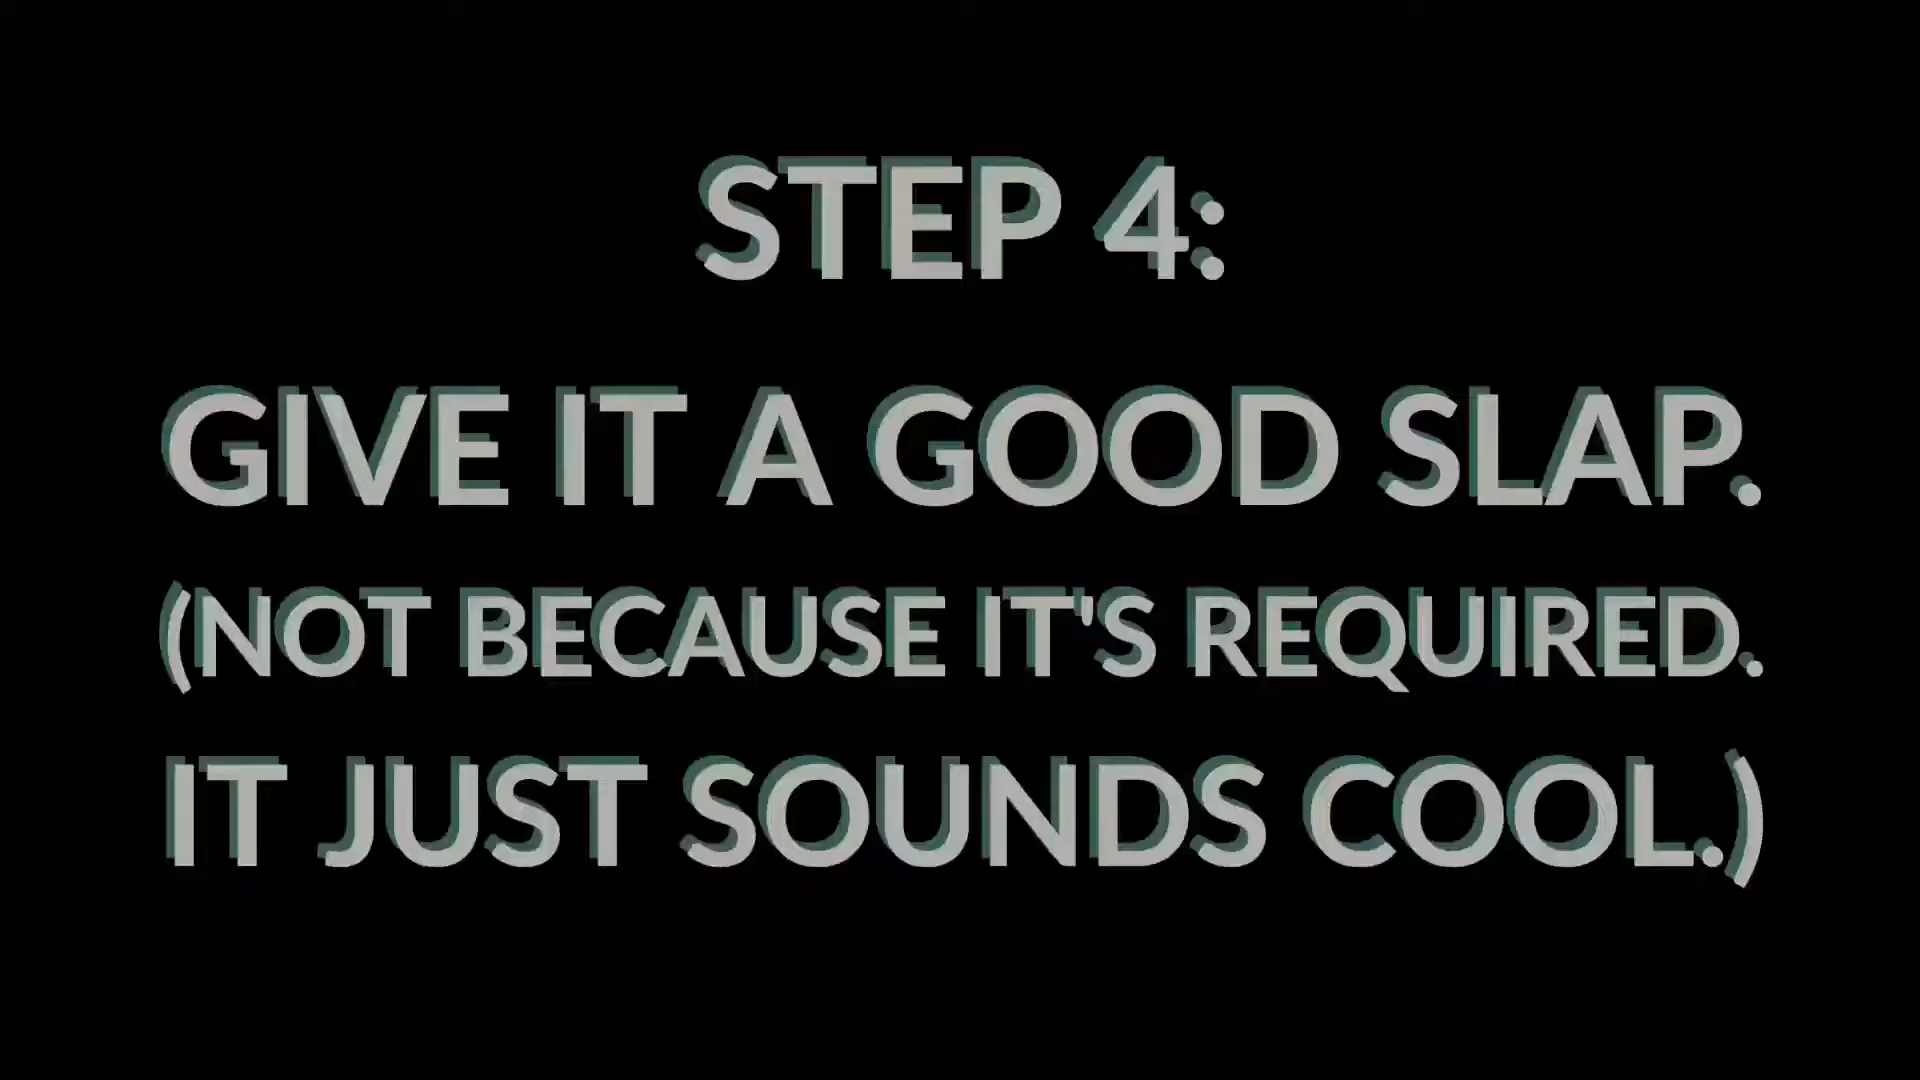 STEP 4:
GIVE IT A GOOD SLAP.
(NOT BECAUSE IT'S REQUIRED.
IT JUST SOUNDS COOL.)